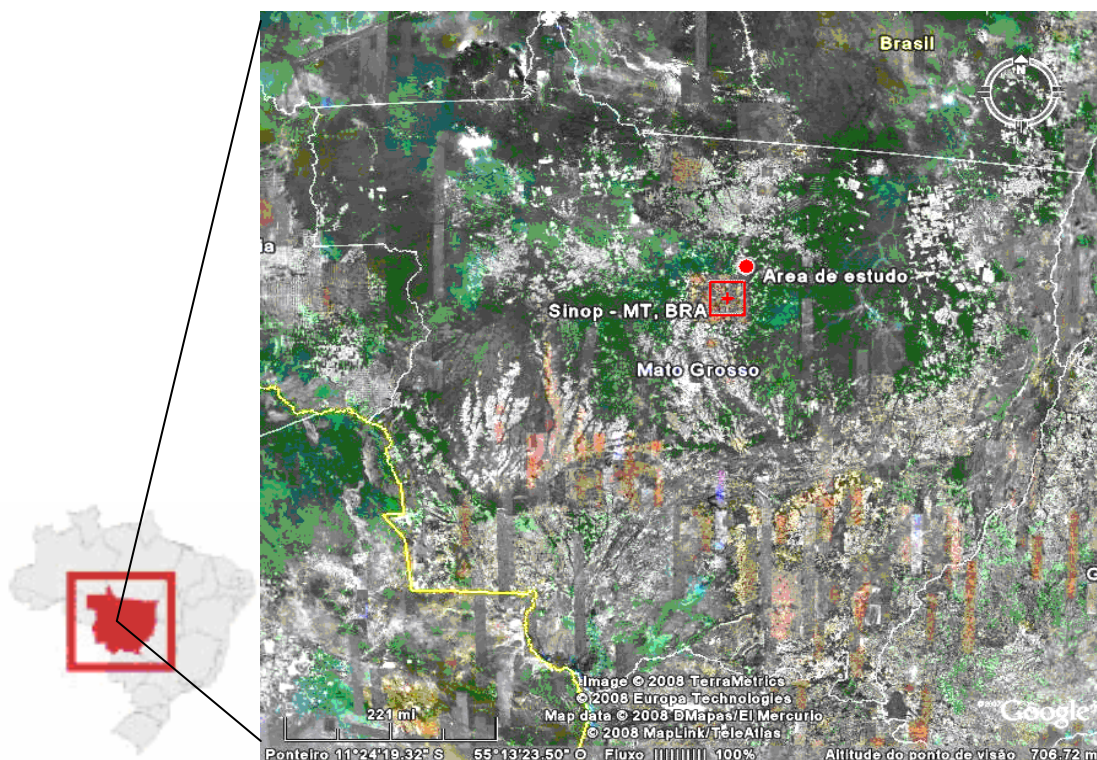 Brasil
N
Area de estudo
Sinop - MT, BRA
Mato Grosso
Image © 2008 TerraMetrics
© 2008 Europa Technologies
Map data © 2008 DMapas/El Mercurio
© 2008 MapLink/TeleAtlas
221 mi
Google
Ponteiro 11°24'19.32" S 55°13'23.50" O Fluxo |||||||||| 100% Altitude do ponto de visão 706.72 m